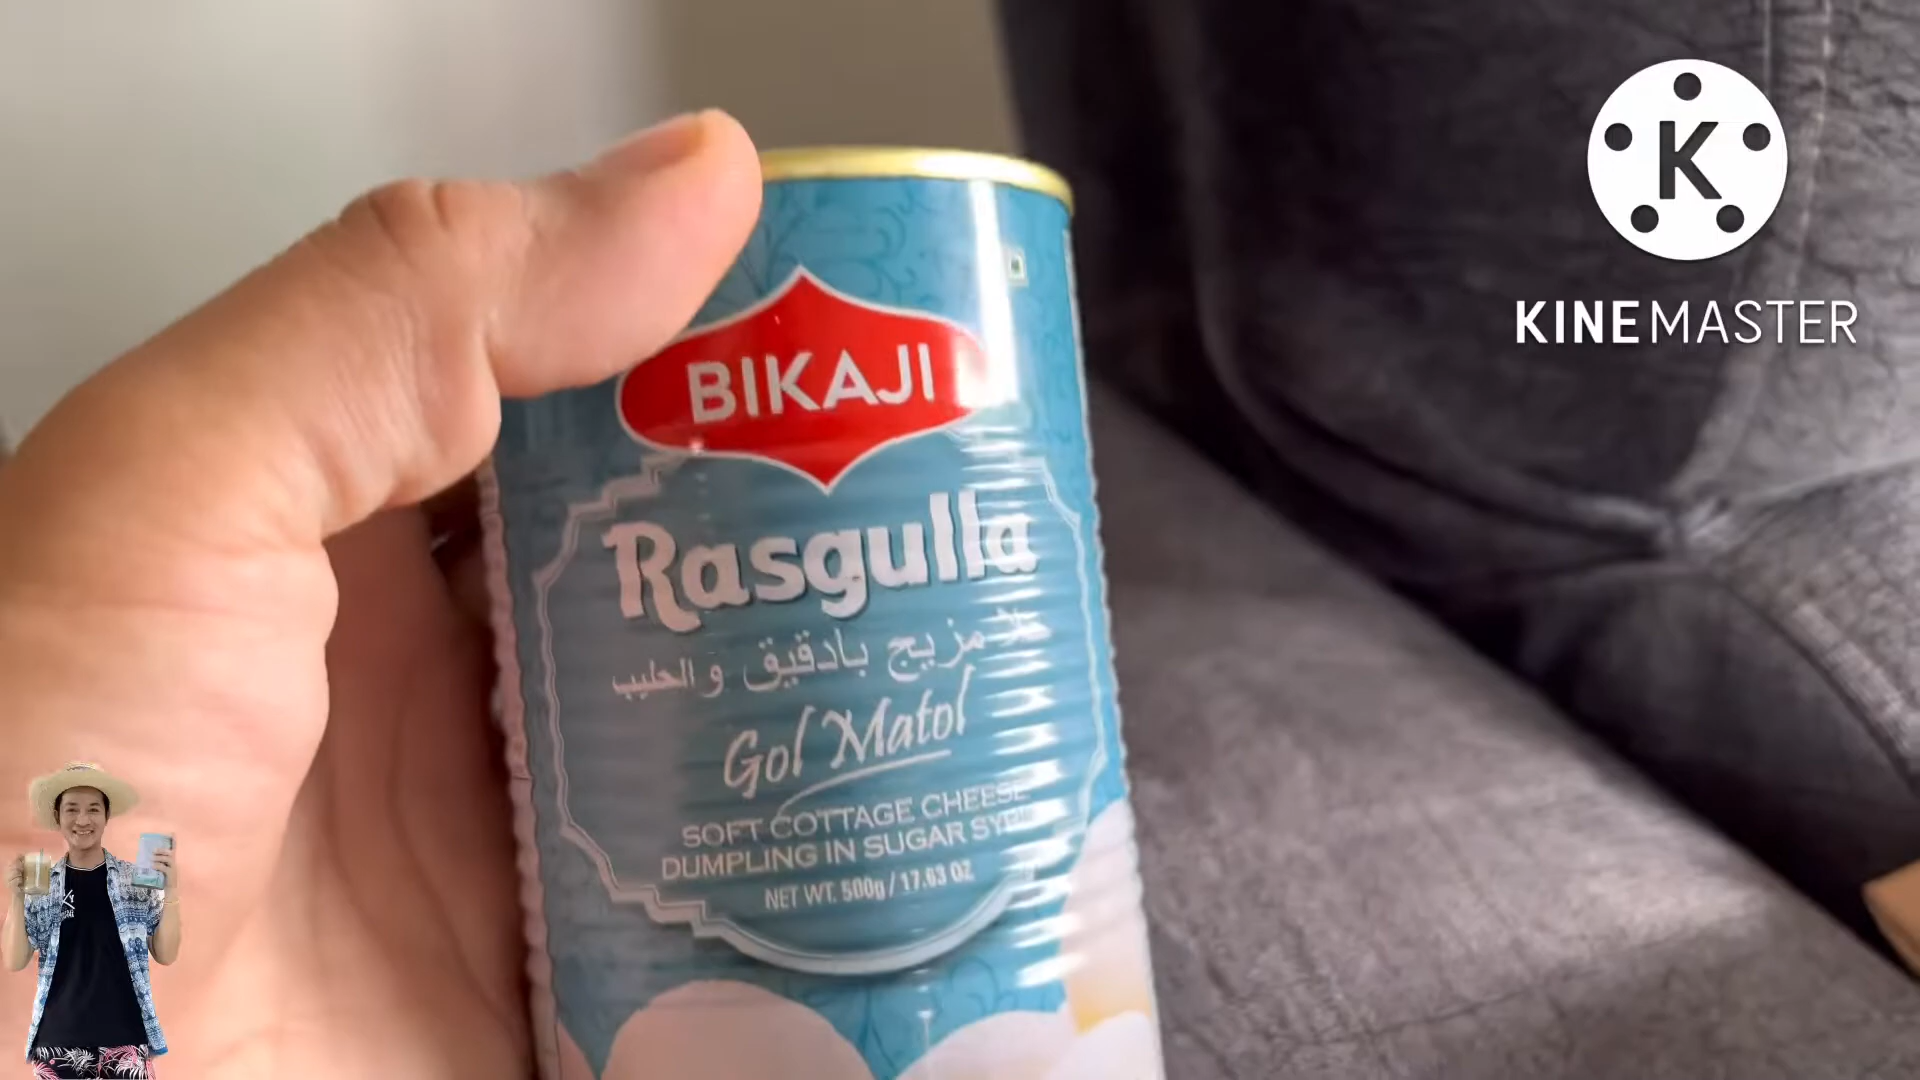 BIKAJI
Rasgulla
مزيج بادقيق و الحليب
Gol Matol
SOFT COTTAGE CHEESE
DUMPLING IN SUGAR
NET WT. 500g / 17.63 OZ
K
KINEMASTER